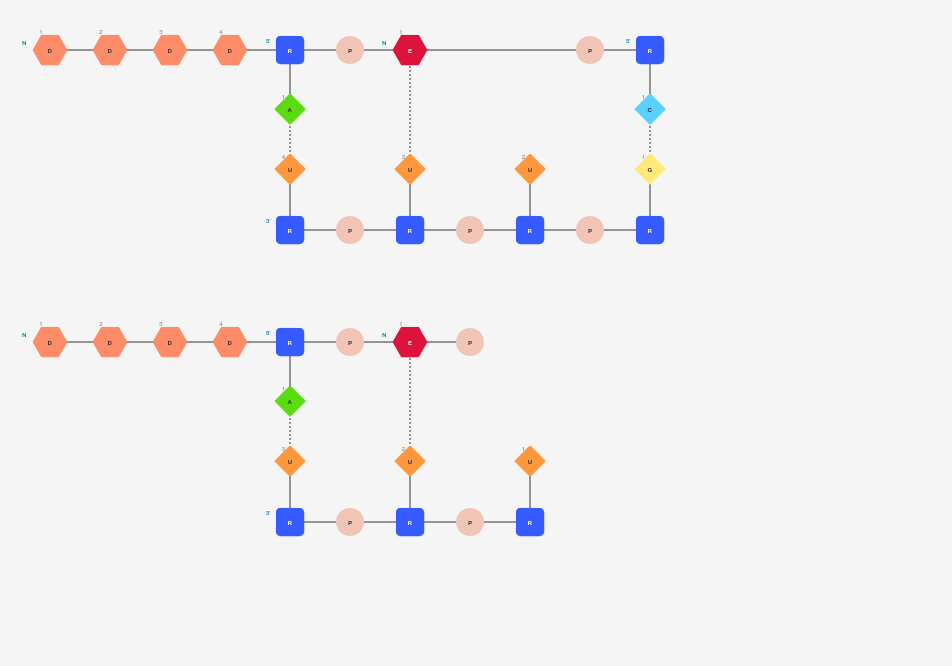 1 2 3 4 1
N D D D D 5' R P N E P 5' R
1 1
A C
4 3 2 1
U U U G
3' R P R P R P R
1 2 3 4 1
N D D D D 5' R P N E P
1
A
3 2 1
U U U
3' R P R P R